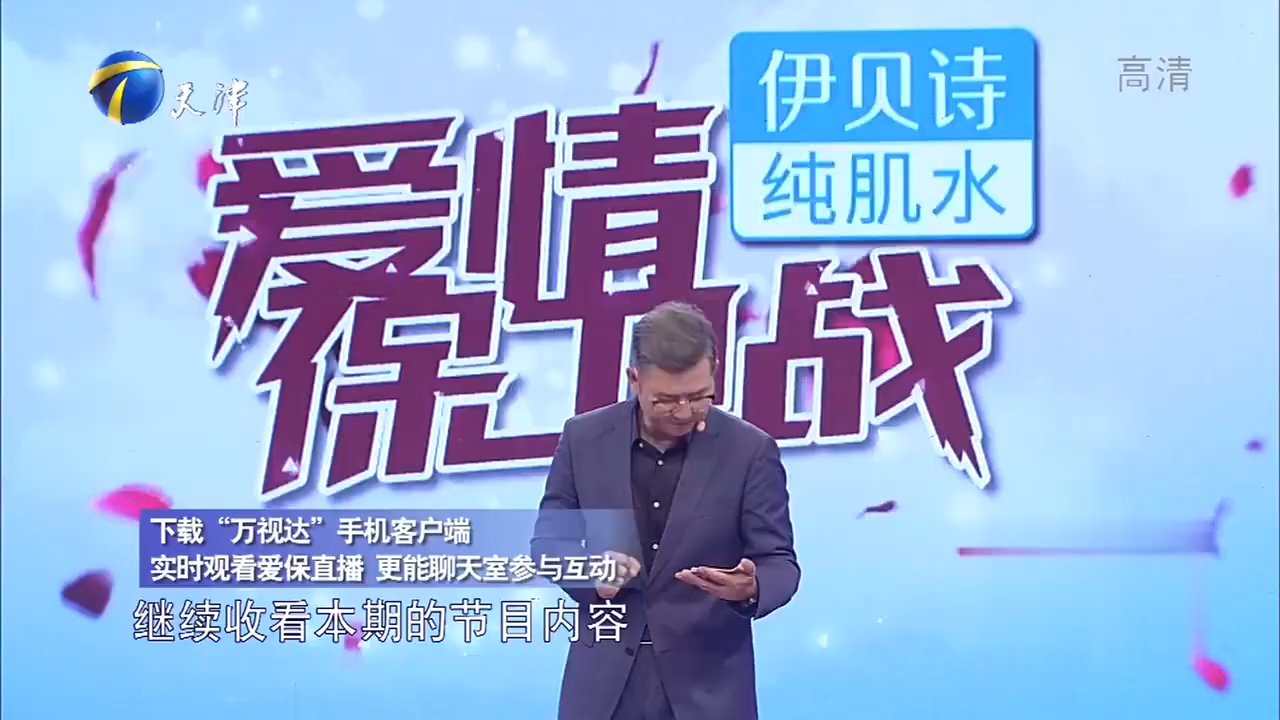 天津
高清
伊贝诗
纯肌水
爱情
保卫战
下载“万视达”手机客户端
实时观看爱保直播 更能聊天室参与互动
继续收看本期的节目内容